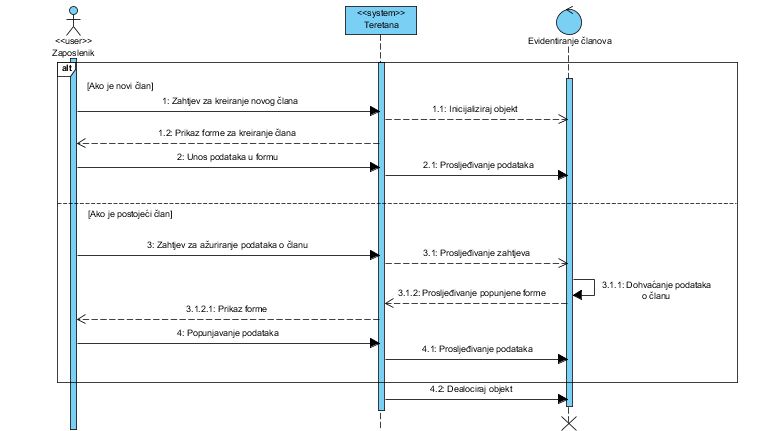 <<user>>
Zaposlenik
<<system>>
Teretana
Evidentiranje članova
alt
[Ako je novi član]
1: Zahtjev za kreiranje novog člana
1.1: Inicijaliziraj objekt
1.2: Prikaz forme za kreiranje člana
2: Unos podataka u formu
2.1: Prosljeđivanje podataka
[Ako je postojeći član]
3: Zahtjev za ažuriranje podataka o članu
3.1: Prosljeđivanje zahtjeva
3.1.1: Dohvaćanje podataka
o članu
3.1.2: Prosljeđivanje popunjene forme
3.1.2.1: Prikaz forme
4: Popunjavanje podataka
4.1: Prosljeđivanje podataka
4.2: Dealociraj objekt